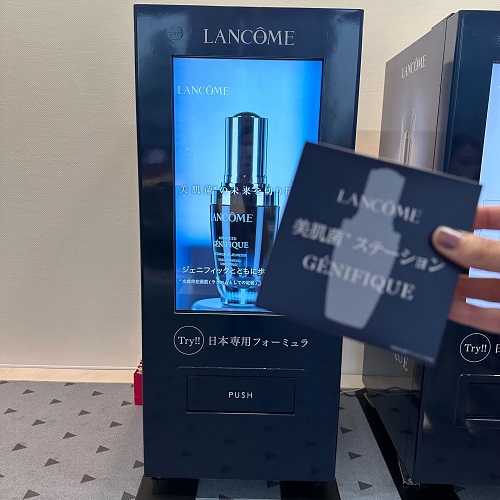 LANCÔME
LANCÔME
美肌菌*の未来を切り
LANCÔME
ADVANCED
GÉNIFIQUE
ジェニフィックとともに歩
Try!! 日本専用フォーミュラ
PUSH
LANCÔME
美肌菌*ステーション
GÉNIFIQUE
LANCÔME
Try!! 日